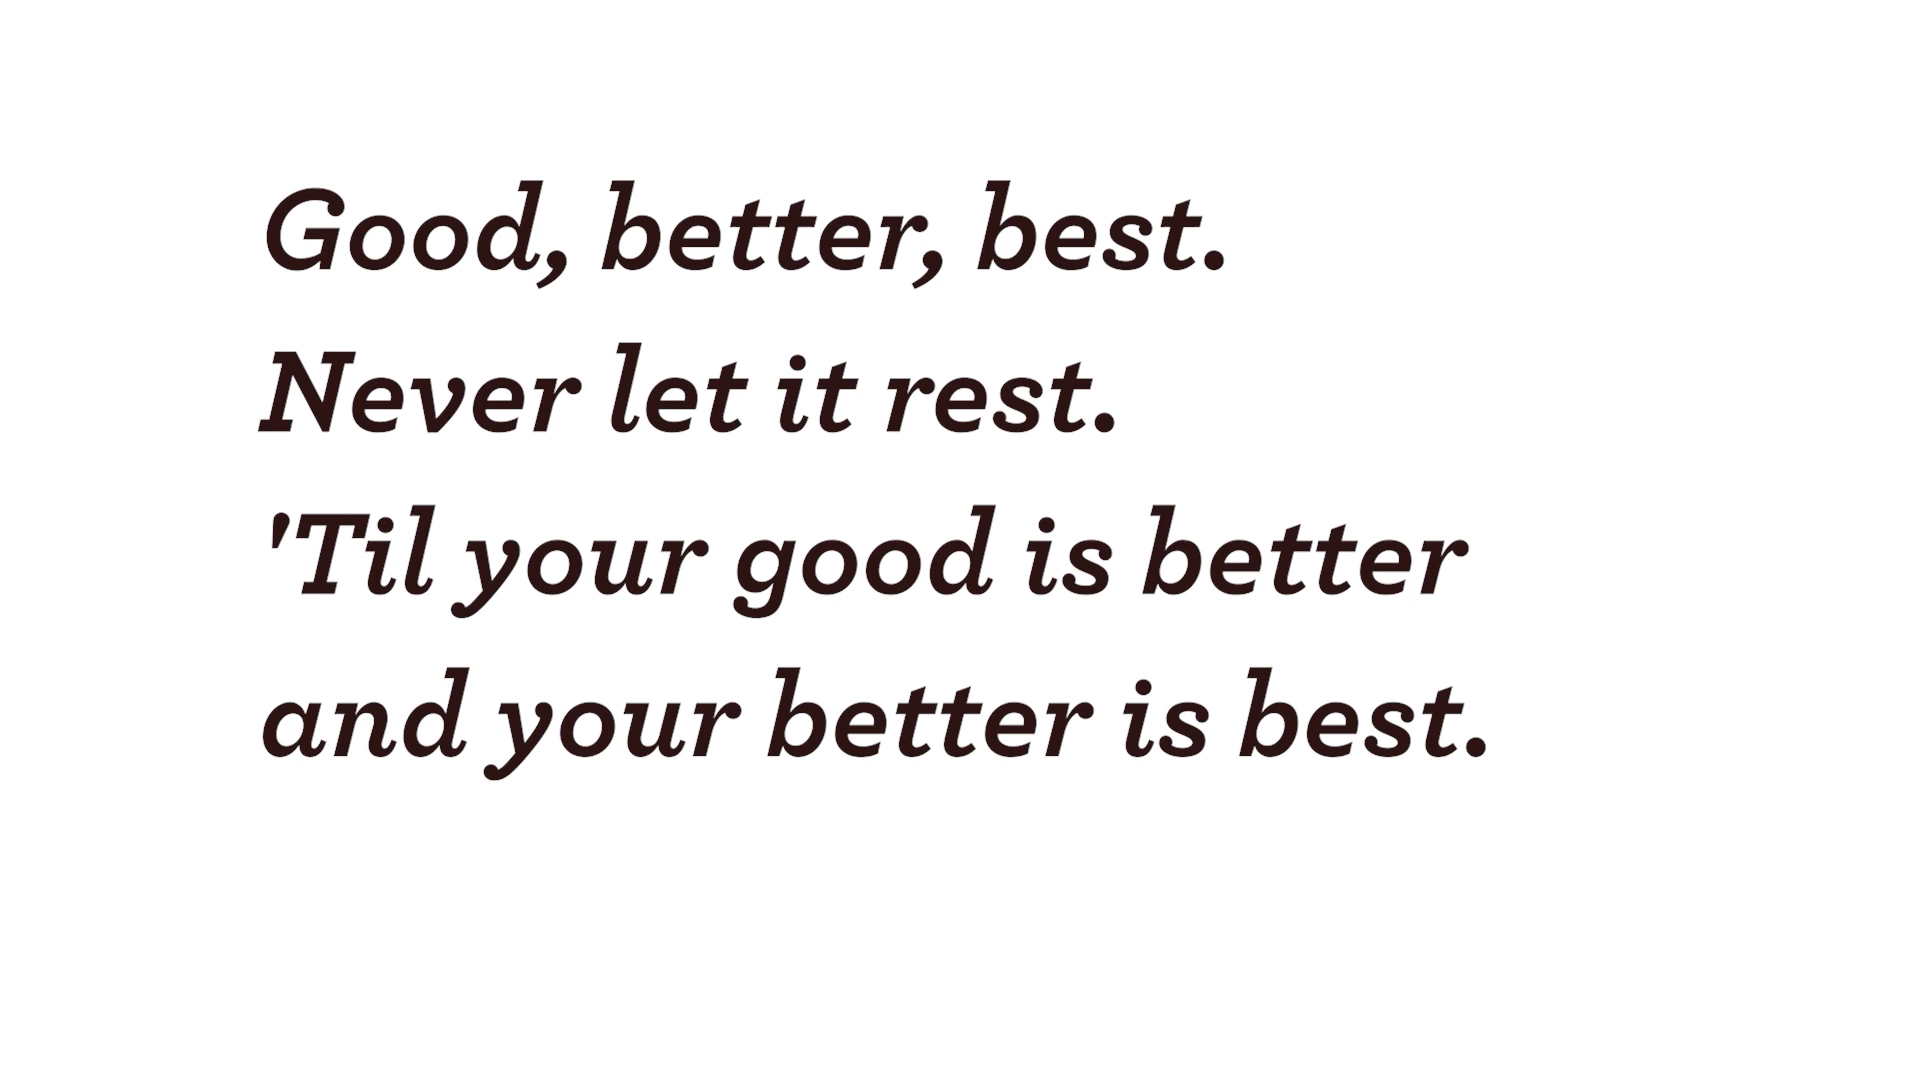 Good, better, best.
Never let it rest.
'Til your good is better
and your better is best.